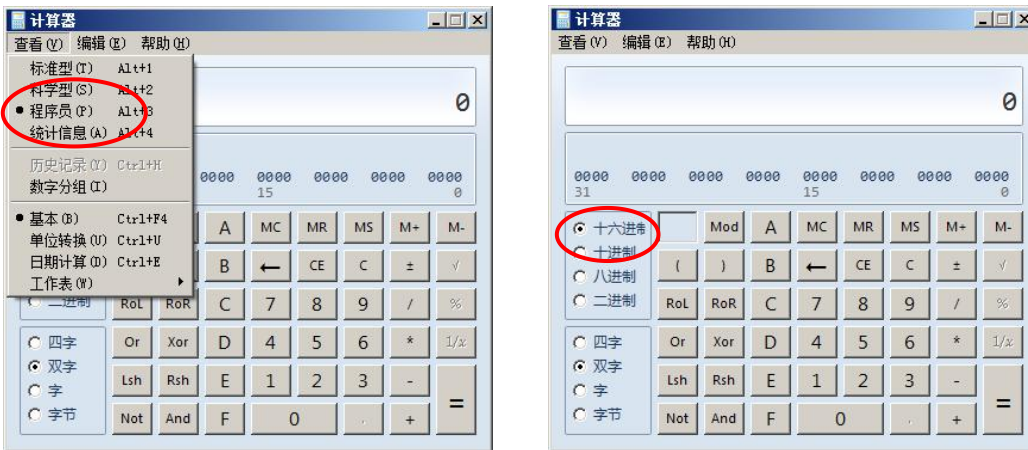 计算器
查看(V) 编辑(E) 帮助(H)
标准型(T) Alt+1
科学型(S) Alt+2
程序员(P) Alt+3
统计信息(A) Alt+4
历史记录(Y) Ctrl+H
数字分组(I)
基本(B) Ctrl+F4
单位转换(U) Ctrl+U
日期计算(D) Ctrl+E
工作表(W)
0
0000 0000 0000 0000 0000
15 0
A MC MR MS M+ M-
B ← CE C ± √
二进制 RoL RoR C 7 8 9 / %
四字 Or Xor D 4 5 6 * 1/x
双字
字 Lsh Rsh E 1 2 3 - =
字节 Not And F 0 . +
计算器
查看(V) 编辑(E) 帮助(H)
0
0000 0000 0000 0000 0000 0000 0000 0000
31 15 0
十六进制 Mod A MC MR MS M+ M-
十进制
八进制 ( ) B ← CE C ± √
二进制 RoL RoR C 7 8 9 / %
四字 Or Xor D 4 5 6 * 1/x
双字
字 Lsh Rsh E 1 2 3 - =
字节 Not And F 0 . +